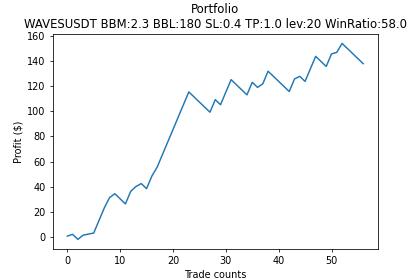 Portfolio
WAVESUSDT BBM:2.3 BBL:180 SL:0.4 TP:1.0 lev:20 WinRatio:58.0
Profit ($)
160
140
120
100
80
60
40
20
0
0 10 20 30 40 50
Trade counts